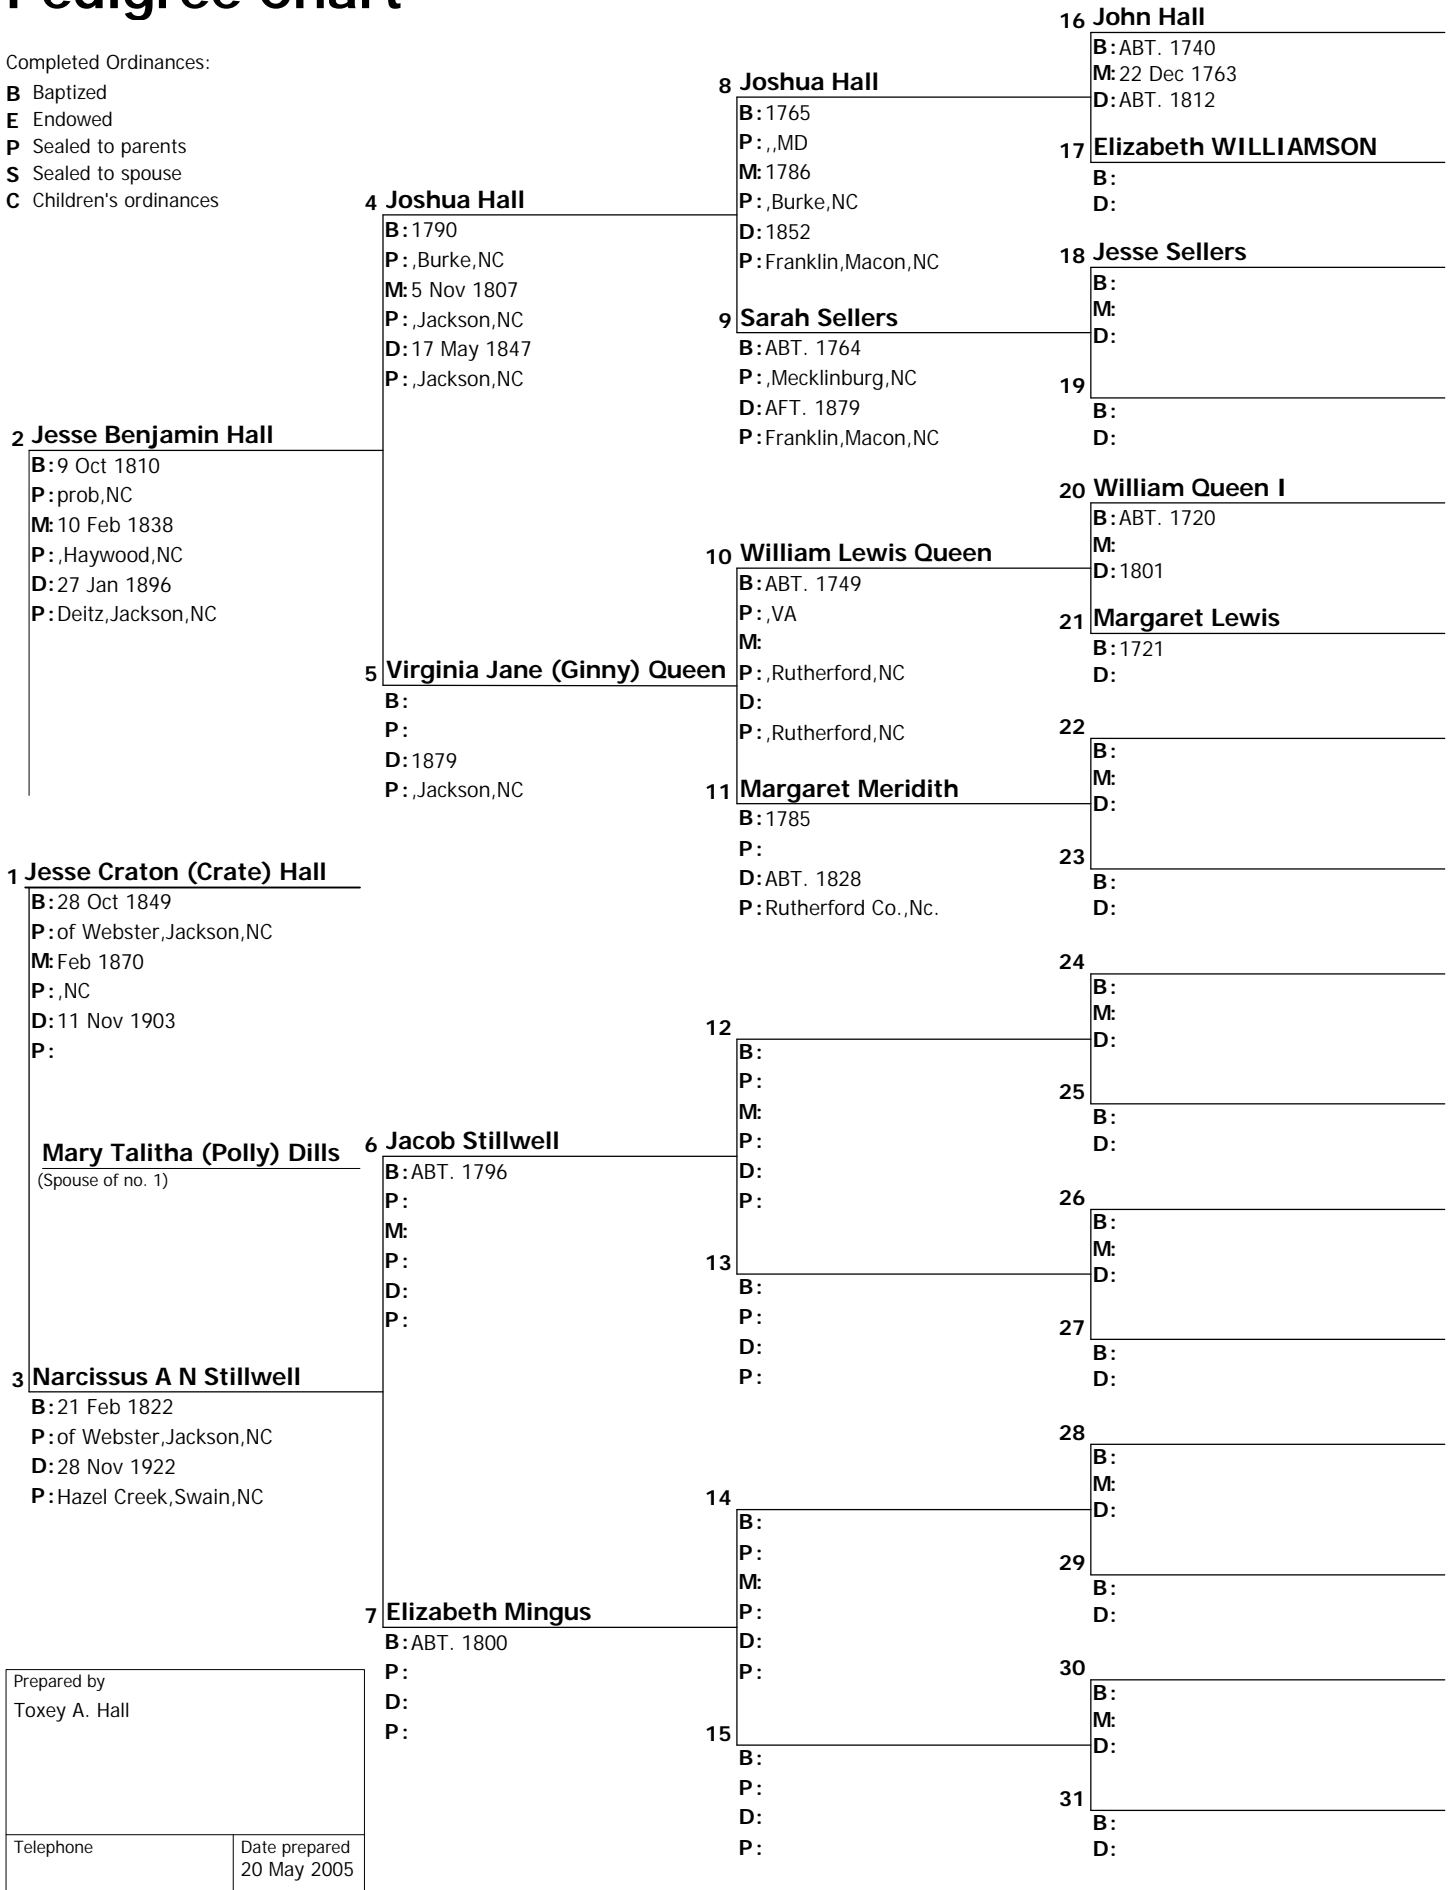 Pedigree Chart
Completed Ordinances:
B Baptized
E Endowed
P Sealed to parents
S Sealed to spouse
C Children's ordinances
2 Jesse Benjamin Hall
B: 9 Oct 1810
P: prob,NC
M: 10 Feb 1838
P: ,Haywood,NC
D: 27 Jan 1896
P: Deitz,Jackson,NC
1 Jesse Craton (Crate) Hall
B: 28 Oct 1849
P: of Webster,Jackson,NC
M: Feb 1870
P: ,NC
D: 11 Nov 1903
P:
Mary Talitha (Polly) Dills
(Spouse of no. 1)
3 Narcissus A N Stillwell
B: 21 Feb 1822
P: of Webster,Jackson,NC
D: 28 Nov 1922
P: Hazel Creek,Swain,NC
Prepared by
Toxey A. Hall
Telephone
Date prepared
20 May 2005
4 Joshua Hall
B: 1790
P: ,Burke,NC
M: 5 Nov 1807
P: ,Jackson,NC
D: 17 May 1847
P: ,Jackson,NC
5 Virginia Jane (Ginny) Queen
B:
P:
D: 1879
P: ,Jackson,NC
6 Jacob Stillwell
B: ABT. 1796
P:
M:
P:
D:
P:
7 Elizabeth Mingus
B: ABT. 1800
P:
D:
P:
8 Joshua Hall
B: 1765
P: ,,MD
M: 1786
P: ,Burke,NC
D: 1852
P: Franklin,Macon,NC
9 Sarah Sellers
B: ABT. 1764
P: ,Mecklinburg,NC
D: AFT. 1879
P: Franklin,Macon,NC
10 William Lewis Queen
B: ABT. 1749
P: ,VA
M:
P: ,Rutherford,NC
D:
P: ,Rutherford,NC
11 Margaret Meridith
B: 1785
P:
D: ABT. 1828
P: Rutherford Co.,Nc.
12
B:
P:
M:
P:
D:
P:
13
B:
P:
D:
P:
14
B:
P:
M:
P:
D:
P:
15
B:
P:
D:
P:
16 John Hall
B: ABT. 1740
M: 22 Dec 1763
D: ABT. 1812
17 Elizabeth WILLIAMSON
B:
D:
18 Jesse Sellers
B:
M:
D:
19
B:
D:
20 William Queen I
B: ABT. 1720
M:
D: 1801
21 Margaret Lewis
B: 1721
D:
22
B:
M:
D:
23
B:
D:
24
B:
M:
D:
25
B:
D:
26
B:
M:
D:
27
B:
D:
28
B:
M:
D:
29
B:
D:
30
B:
M:
D:
31
B:
D: